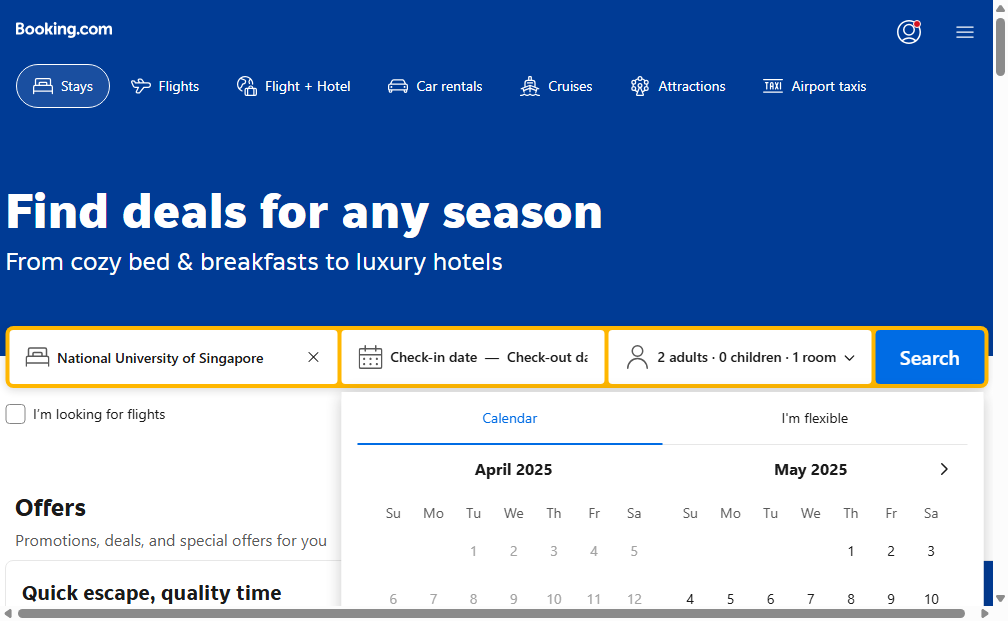 Booking.com
Stays Flights Flight + Hotel Car rentals Cruises Attractions TAXI Airport taxis
Find deals for any season
From cozy bed & breakfasts to luxury hotels
National University of Singapore Check-in date — Check-out da 2 adults · 0 children · 1 room Search
I'm looking for flights
Calendar I'm flexible
April 2025 May 2025
Su Mo Tu We Th Fr Sa Su Mo Tu We Th Fr Sa
1 2 3 4 5 1 2 3
6 7 8 9 10 11 12 4 5 6 7 8 9 10
Offers
Promotions, deals, and special offers for you
Quick escape, quality time